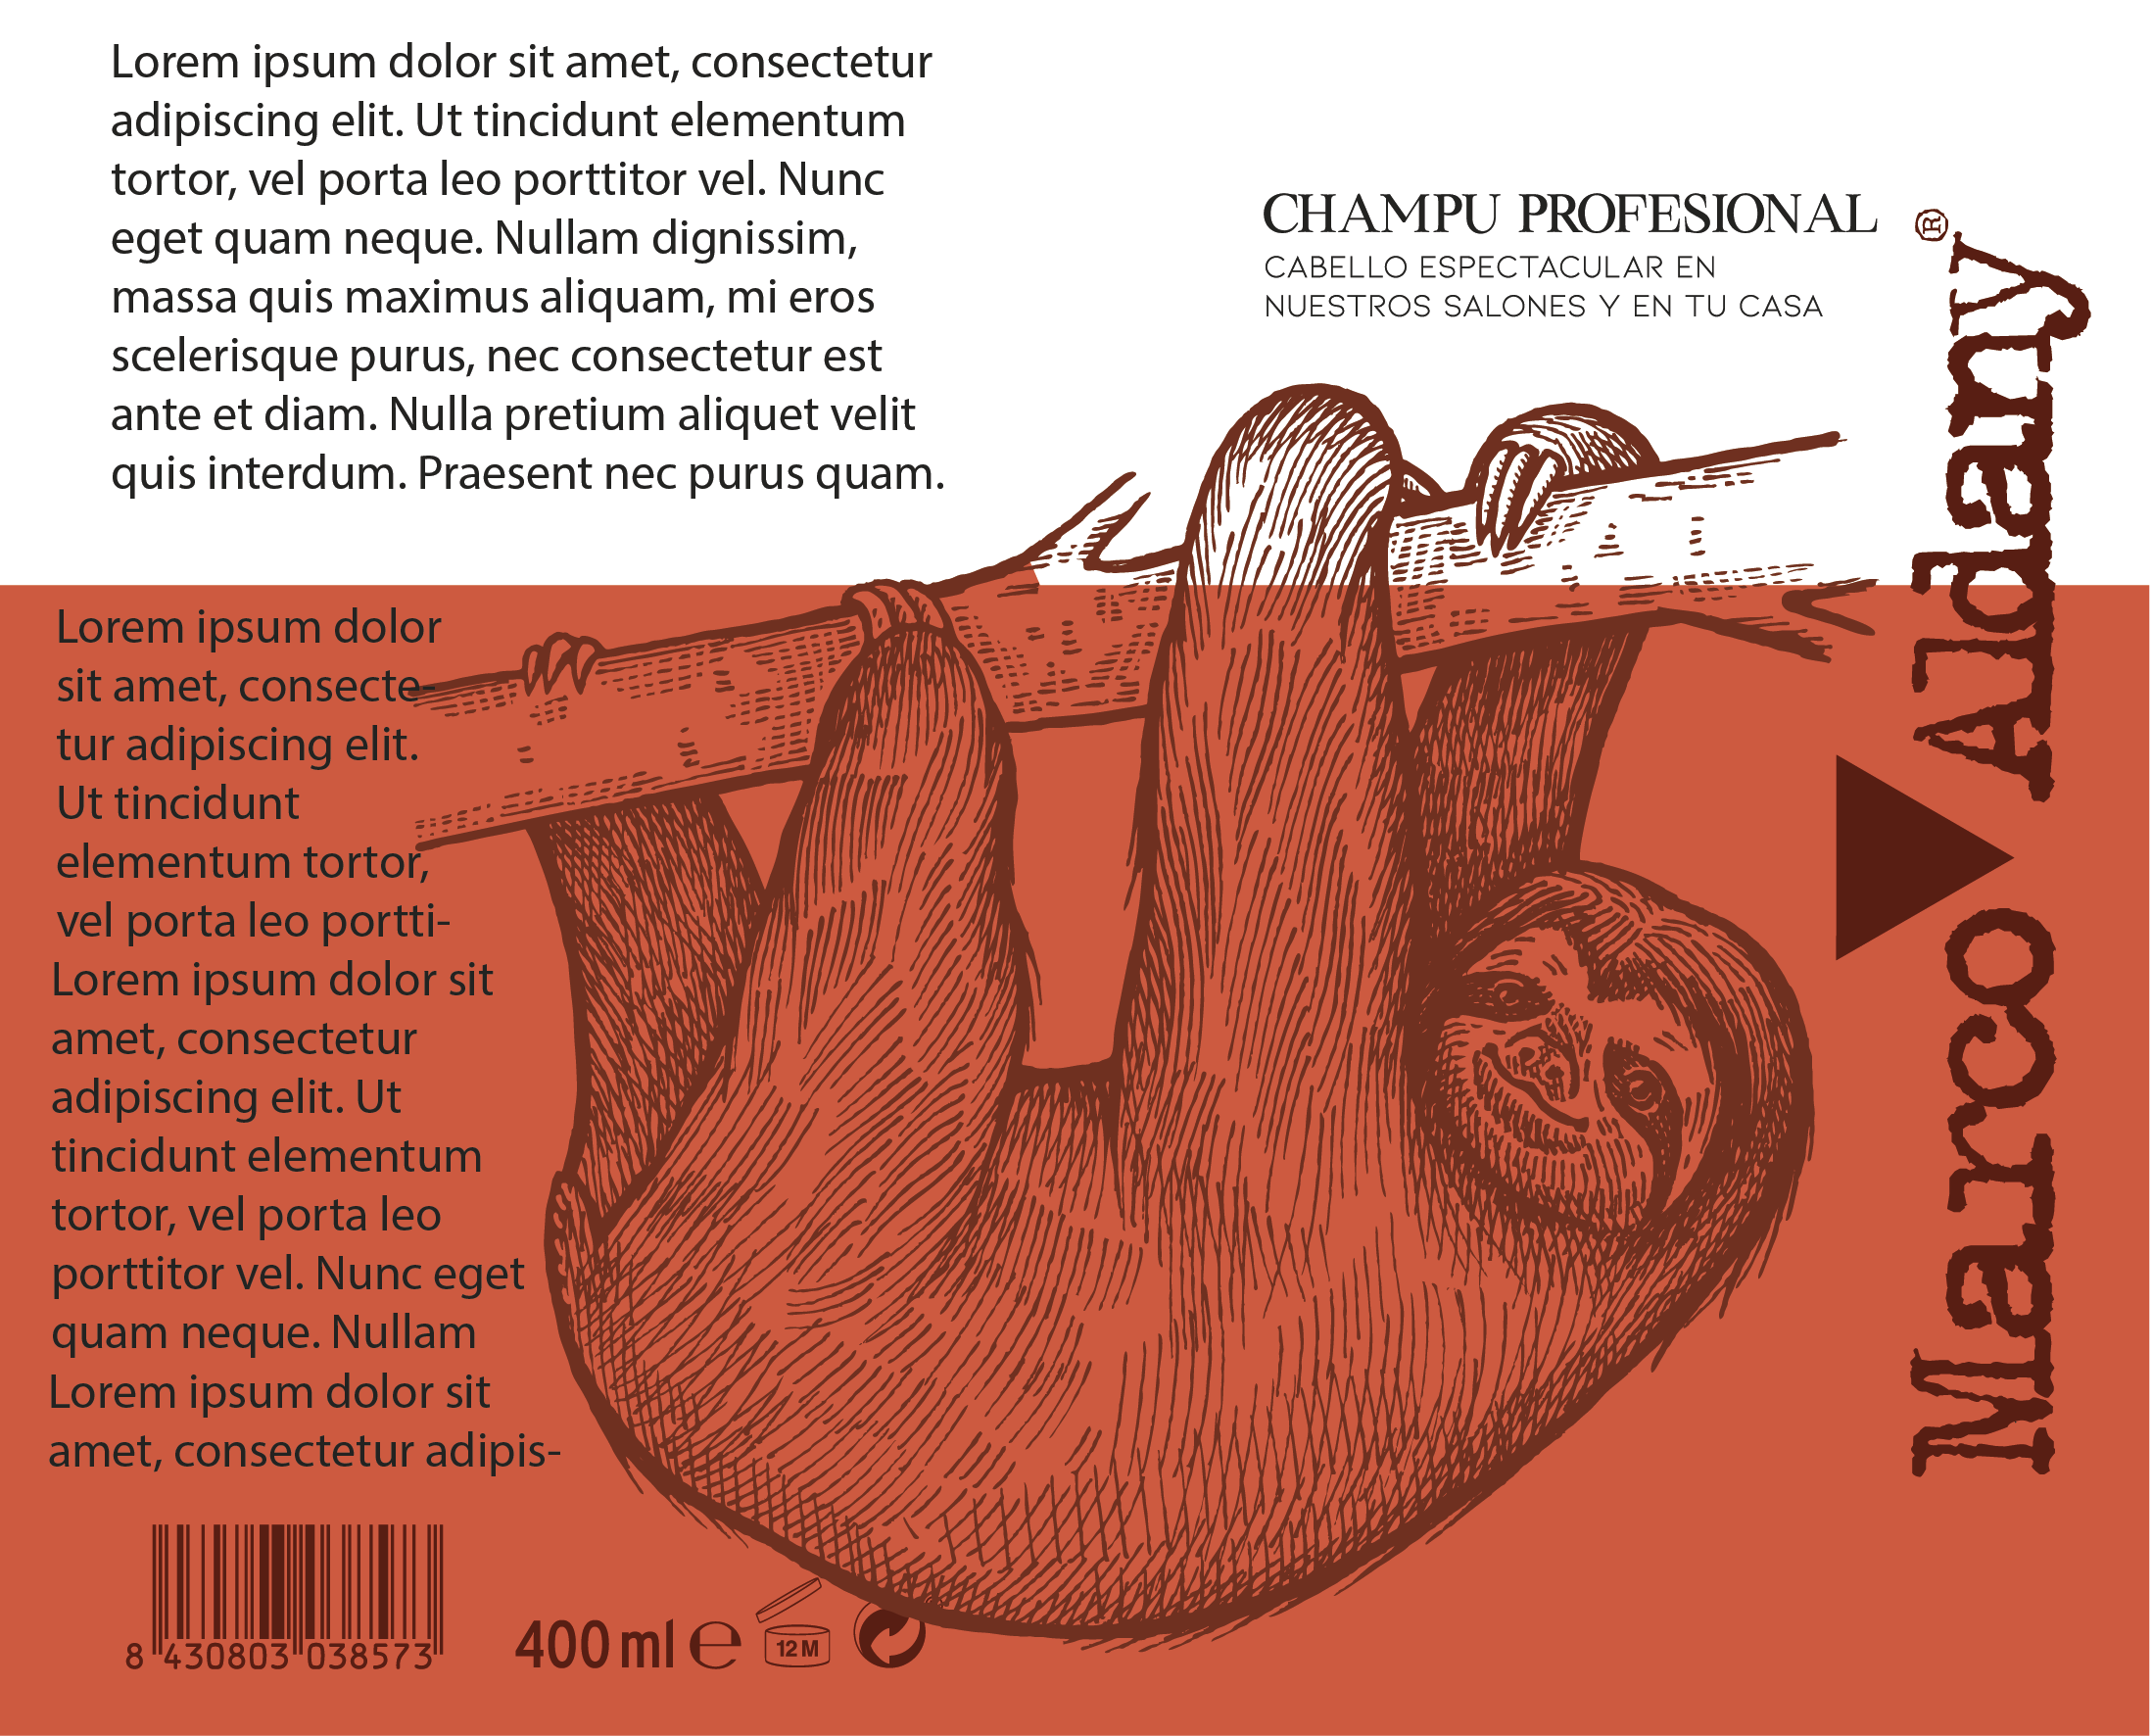 Lorem ipsum dolor sit amet, consectetur
adipiscing elit. Ut tincidunt elementum
tortor, vel porta leo porttitor vel. Nunc
eget quam neque. Nullam dignissim,
massa quis maximus aliquam, mi eros
scelerisque purus, nec consectetur est
ante et diam. Nulla pretium aliquet velit
quis interdum. Praesent nec purus quam.
CHAMPU PROFESIONAL
CABELLO ESPECTACULAR EN
NUESTROS SALONES Y EN TU CASA
Marco Aldany®
Lorem ipsum dolor
sit amet, consecte-
tur adipiscing elit.
Ut tincidunt
elementum tortor,
vel porta leo portti-
Lorem ipsum dolor sit
amet, consectetur
adipiscing elit. Ut
tincidunt elementum
tortor, vel porta leo
porttitor vel. Nunc eget
quam neque. Nullam
Lorem ipsum dolor sit
amet, consectetur adipis-
8 430803 038573
400 ml ℮
12 M